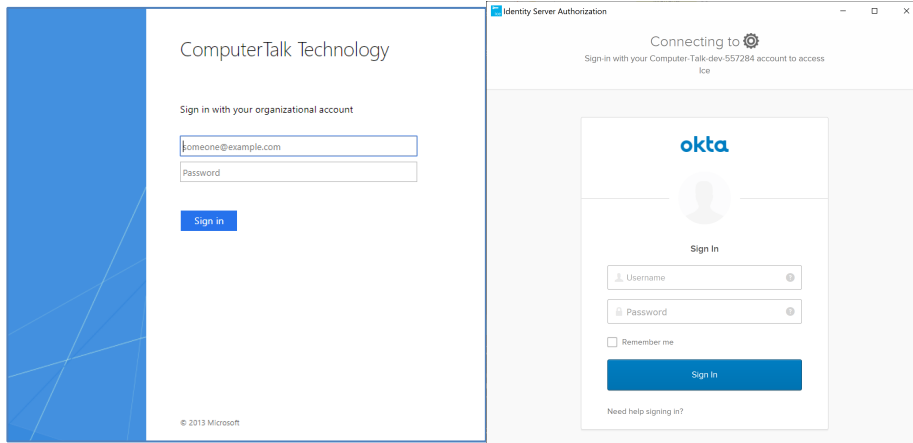 ComputerTalk Technology
Sign in with your organizational account
someone@example.com
Password
Sign in
© 2013 Microsoft
Identity Server Authorization
Connecting to
Sign-in with your Computer-Talk-dev-557284 account to access
Ice
okta
Sign In
Username
Password
Remember me
Sign In
Need help signing in?